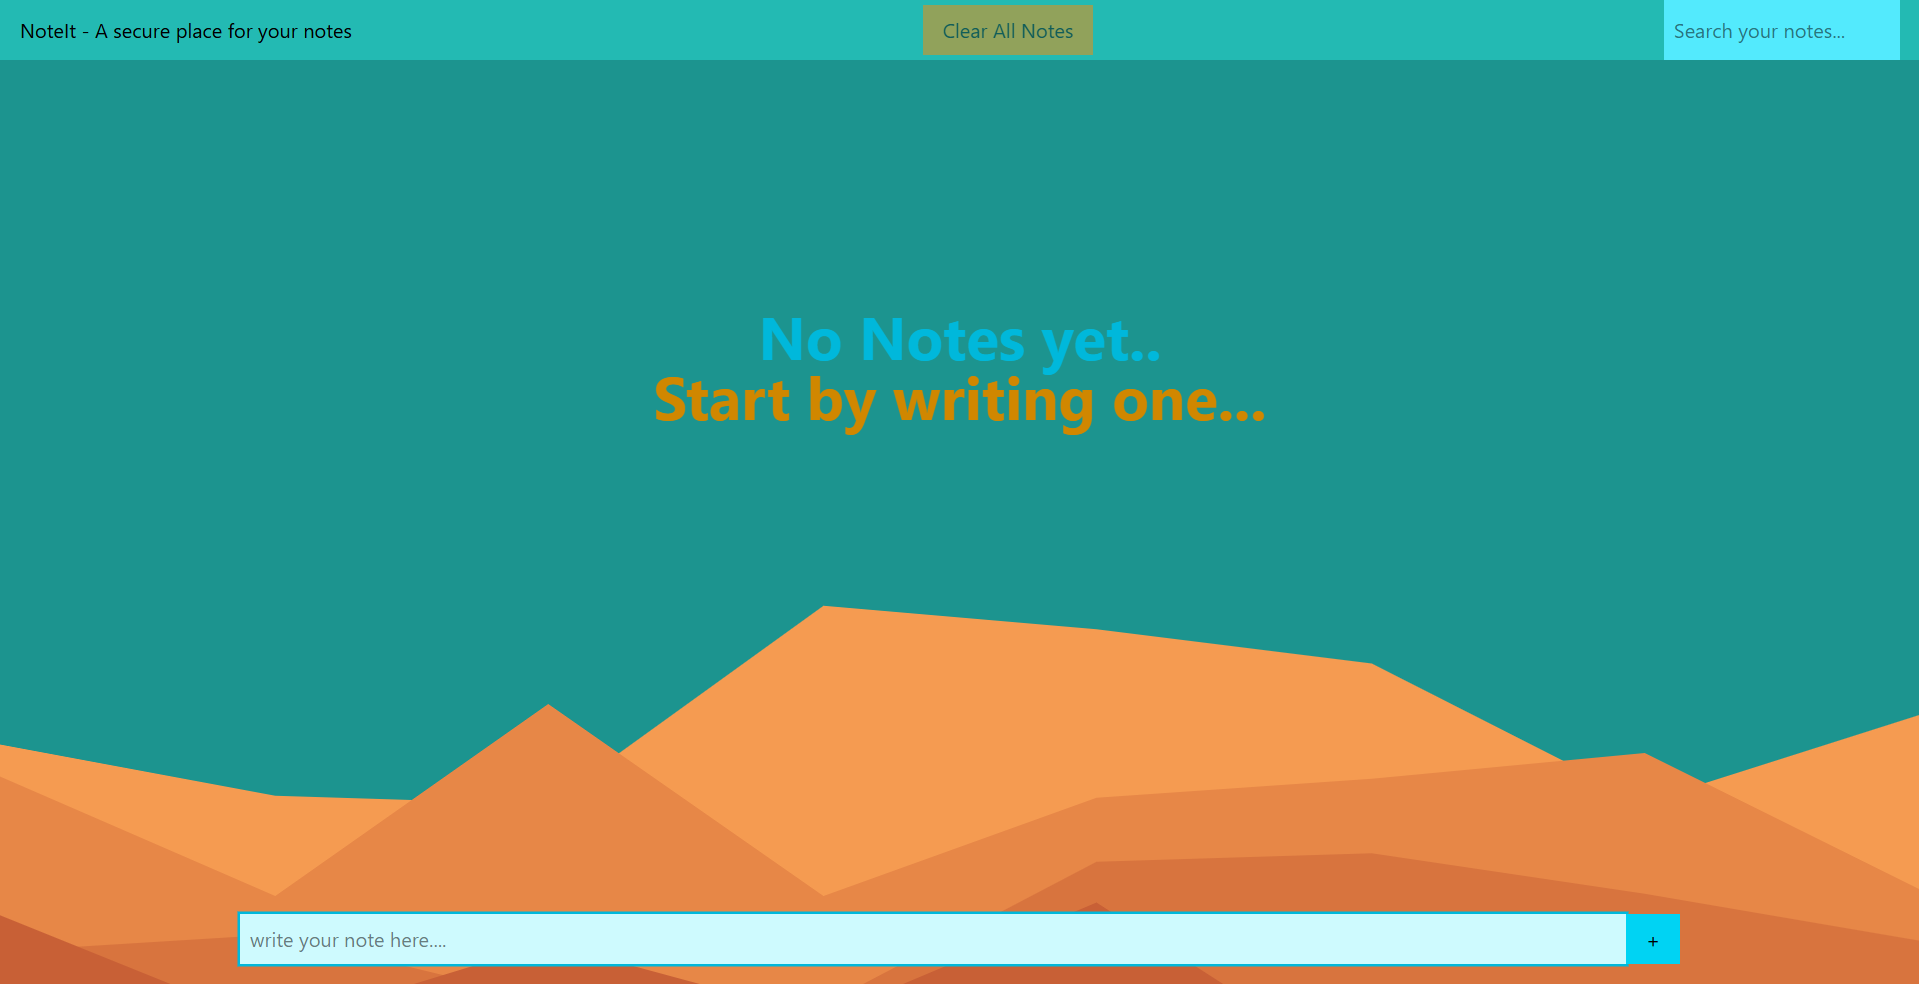 NoteIt - A secure place for your notes
Clear All Notes
Search your notes...
No Notes yet..
Start by writing one...
write your note here....
+